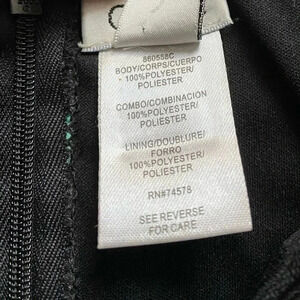 860558C
BODY/CORPS/CUERPO
100%POLYESTER/
POLIESTER
COMBO/COMBINACIÓN
100%POLYESTER/
POLIESTER
LINING/DOUBLURE/
FORRO
100%POLYESTER/
POLIESTER
RN#74578
SEE REVERSE
FOR CARE